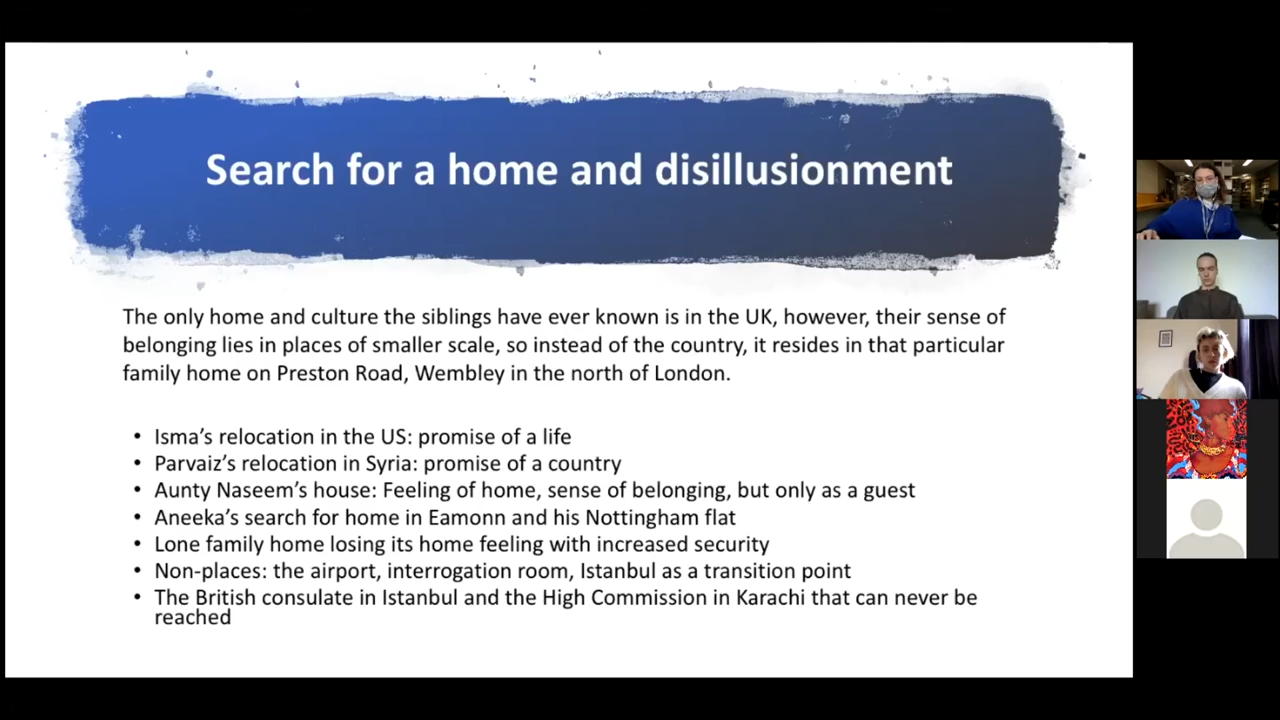 Search for a home and disillusionment
The only home and culture the siblings have ever known is in the UK, however, their sense of
belonging lies in places of smaller scale, so instead of the country, it resides in that particular
family home on Preston Road, Wembley in the north of London.
• Isma's relocation in the US: promise of a life
• Parvaiz's relocation in Syria: promise of a country
• Aunty Naseem's house: Feeling of home, sense of belonging, but only as a guest
• Aneeka's search for home in Eamonn and his Nottingham flat
• Lone family home losing its home feeling with increased security
• Non-places: the airport, interrogation room, Istanbul as a transition point
• The British consulate in Istanbul and the High Commission in Karachi that can never be
reached